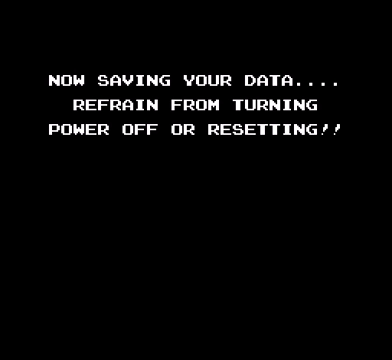 NOW SAVING YOUR DATA....
REFRAIN FROM TURNING
POWER OFF OR RESETTING!!